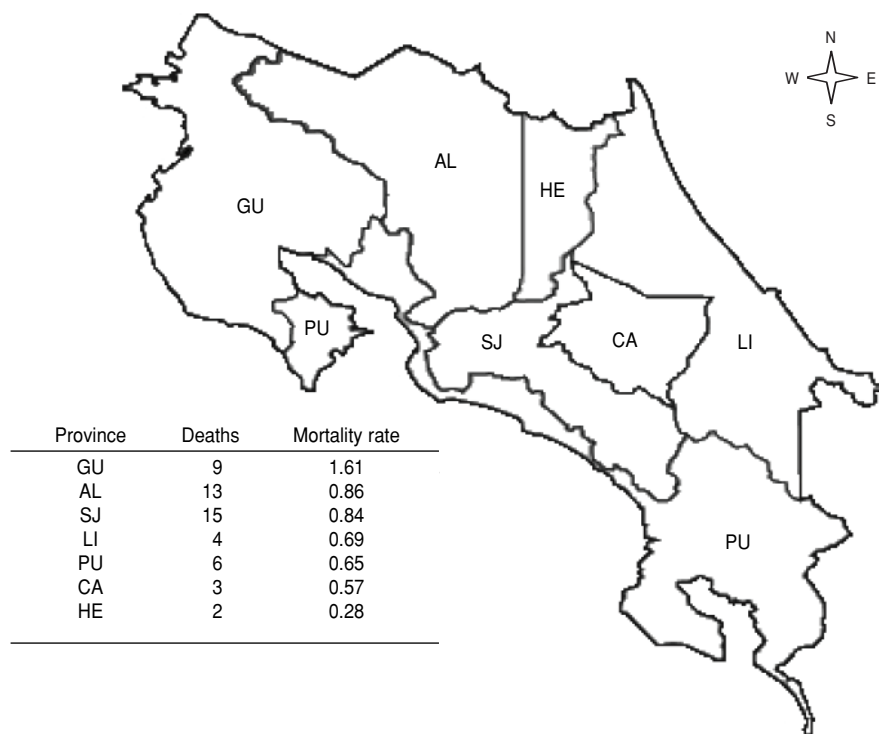 N
W E
S
AL
HE
GU
PU
SJ
CA
LI
Province Deaths Mortality rate
GU 9 1.61
AL 13 0.86
SJ 15 0.84
LI 4 0.69
PU 6 0.65
CA 3 0.57
HE 2 0.28
PU